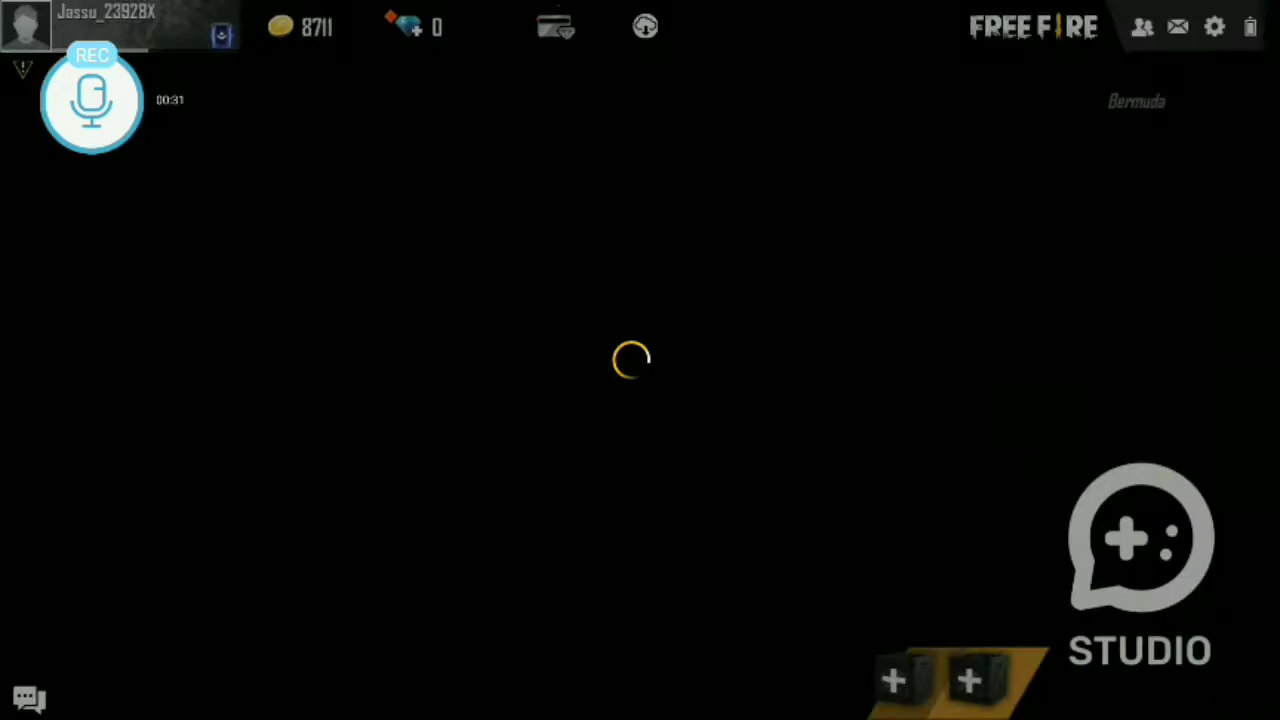 Jassu_23928X
8711
0
FREE FIRE
REC
00:31
Bermuda
STUDIO